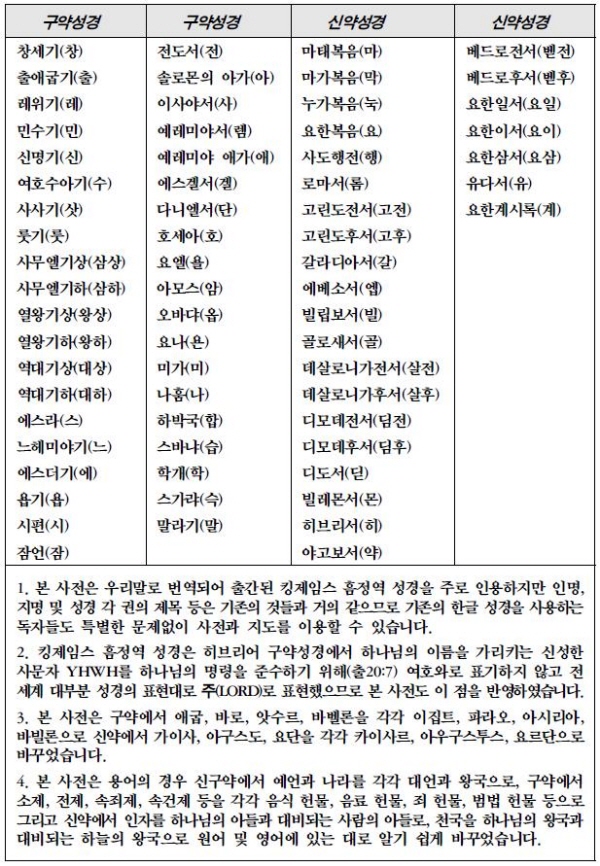 구약성경 구약성경 신약성경 신약성경
창세기(창) 전도서(전) 마태복음(마) 베드로전서(벧전)
출애굽기(출) 솔로몬의 아가(아) 마가복음(막) 베드로후서(벧후)
레위기(레) 이사야서(사) 누가복음(눅) 요한일서(요일)
민수기(민) 예레미야서(렘) 요한복음(요) 요한이서(요이)
신명기(신) 예레미야 애가(애) 사도행전(행) 요한삼서(요삼)
여호수아기(수) 에스겔서(겔) 로마서(롬) 유다서(유)
사사기(삿) 다니엘서(단) 고린도전서(고전) 요한계시록(계)
룻기(룻) 호세아(호) 고린도후서(고후)
사무엘기상(삼상) 요엘(욜) 갈라디아서(갈)
사무엘기하(삼하) 아모스(암) 에베소서(엡)
열왕기상(왕상) 오바댜(옵) 빌립보서(빌)
열왕기하(왕하) 요나(욘) 골로새서(골)
역대기상(대상) 미가(미) 데살로니가전서(살전)
역대기하(대하) 나훔(나) 데살로니가후서(살후)
에스라(스) 하박국(합) 디모데전서(딤전)
느헤미야기(느) 스바냐(습) 디모데후서(딤후)
에스더기(에) 학개(학) 디도서(딛)
욥기(욥) 스가랴(슥) 빌레몬서(몬)
시편(시) 말라기(말) 히브리서(히)
잠언(잠) 야고보서(약)
1. 본 사전은 우리말로 번역되어 출간된 킹제임스 흠정역 성경을 주로 인용하지만 인명,
지명 및 성경 각 권의 제목 등은 기존의 것들과 거의 같으므로 기존의 한글 성경을 사용하는
독자들도 특별한 문제없이 사전과 지도를 이용할 수 있습니다.
2. 킹제임스 흠정역 성경은 히브리어 구약성경에서 하나님의 이름을 가리키는 신성한
사문자 YHWH를 하나님의 명령을 준수하기 위해(출20:7) 여호와로 표기하지 않고 전
세계 대부분 성경의 표현대로 主(LORD)로 표현했으므로 본 사전도 이 점을 반영하였습니다.
3. 본 사전은 구약에서 애굽, 바로, 앗수르, 바벨론을 각각 이집트, 파라오, 아시리아,
바빌론으로 신약에서 가이사, 아구스도, 요단을 각각 카이사르, 아우구스투스, 요르단으로
바꾸었습니다.
4. 본 사전은 용어의 경우 신구약에서 예언과 나라를 각각 대언과 왕국으로, 구약에서
소제, 전제, 속죄제, 속건제 등을 각각 음식 헌물, 음료 헌물, 죄 헌물, 범법 헌물 등으로
그리고 신약에서 인자를 하나님의 아들과 대비되는 사람의 아들로, 천국을 하나님의 왕국과
대비되는 하늘의 왕국으로 원어 및 영어에 있는 대로 알기 쉽게 바꾸었습니다.